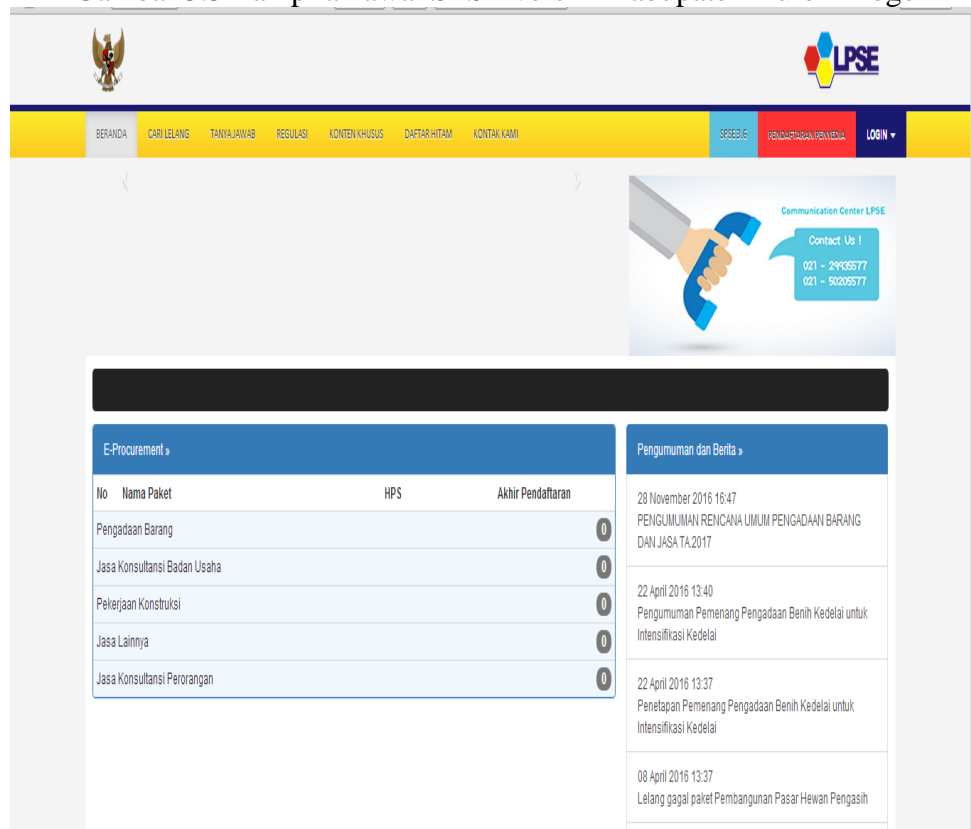 LPSE
BERANDA CARI LELANG TANYA JAWAB REGULASI KONTEN KHUSUS DAFTAR HITAM KONTAK KAMI SPSE 3.6 PENDAFTARAN PENYEDIA LOGIN
Communication Center LPSE
Contact Us !
021 - 29935577
021 - 50205577
E-Procurement »
No Nama Paket HPS Akhir Pendaftaran
Pengadaan Barang 0
Jasa Konsultansi Badan Usaha 0
Pekerjaan Konstruksi 0
Jasa Lainnya 0
Jasa Konsultansi Perorangan 0
Pengumuman dan Berita »
28 November 2016 16:47
PENGUMUMAN RENCANA UMUM PENGADAAN BARANG
DAN JASA TA.2017
22 April 2016 13:40
Pengumuman Pemenang Pengadaan Benih Kedelai untuk
Intensifikasi Kedelai
22 April 2016 13:37
Penetapan Pemenang Pengadaan Benih Kedelai untuk
Intensifikasi Kedelai
08 April 2016 13:37
Lelang gagal paket Pembangunan Pasar Hewan Pengasih